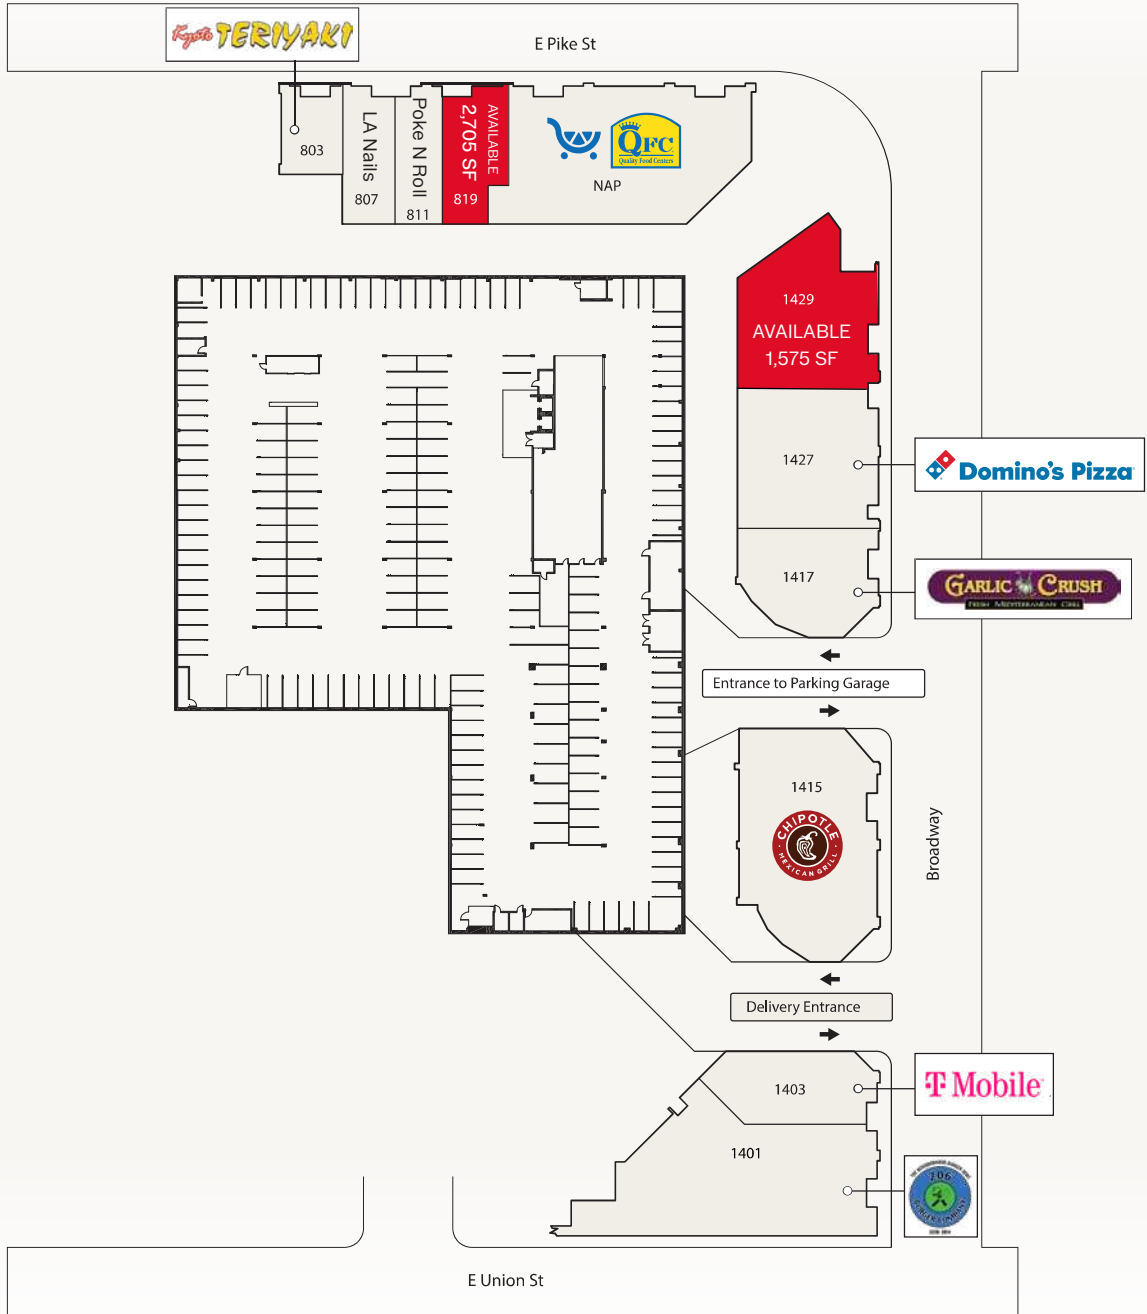 Kyoto TERIYAKI
E Pike St
803
LA Nails
807
Poke N Roll
811
AVAILABLE
2,705 SF
819
QFC
Quality Food Centers
NAP
1429
AVAILABLE
1,575 SF
1427
Domino's Pizza
1417
GARLIC CRUSH
FRESH MEDITERRANEAN GRILL
Entrance to Parking Garage
1415
CHIPOTLE
MEXICAN GRILL
Broadway
Delivery Entrance
1403
T Mobile
1401
206
BURGER COMPANY
E Union St